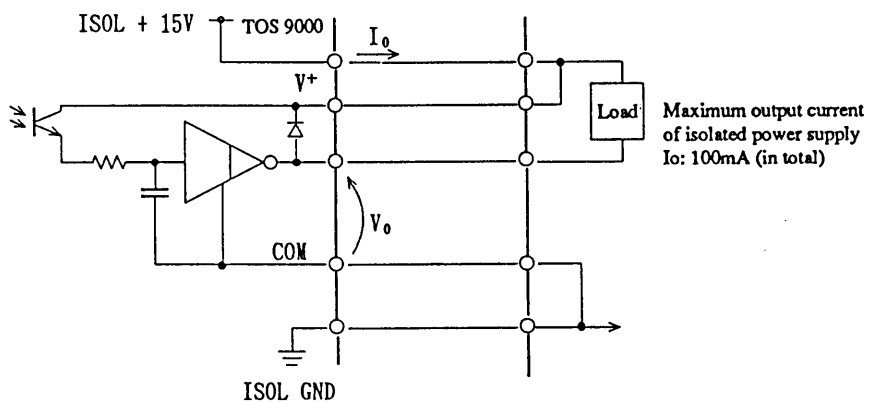 ISOL + 15V
TOS 9000
I₀
V⁺
Load
Maximum output current
of isolated power supply
Io: 100mA (in total)
V₀
COM
ISOL GND